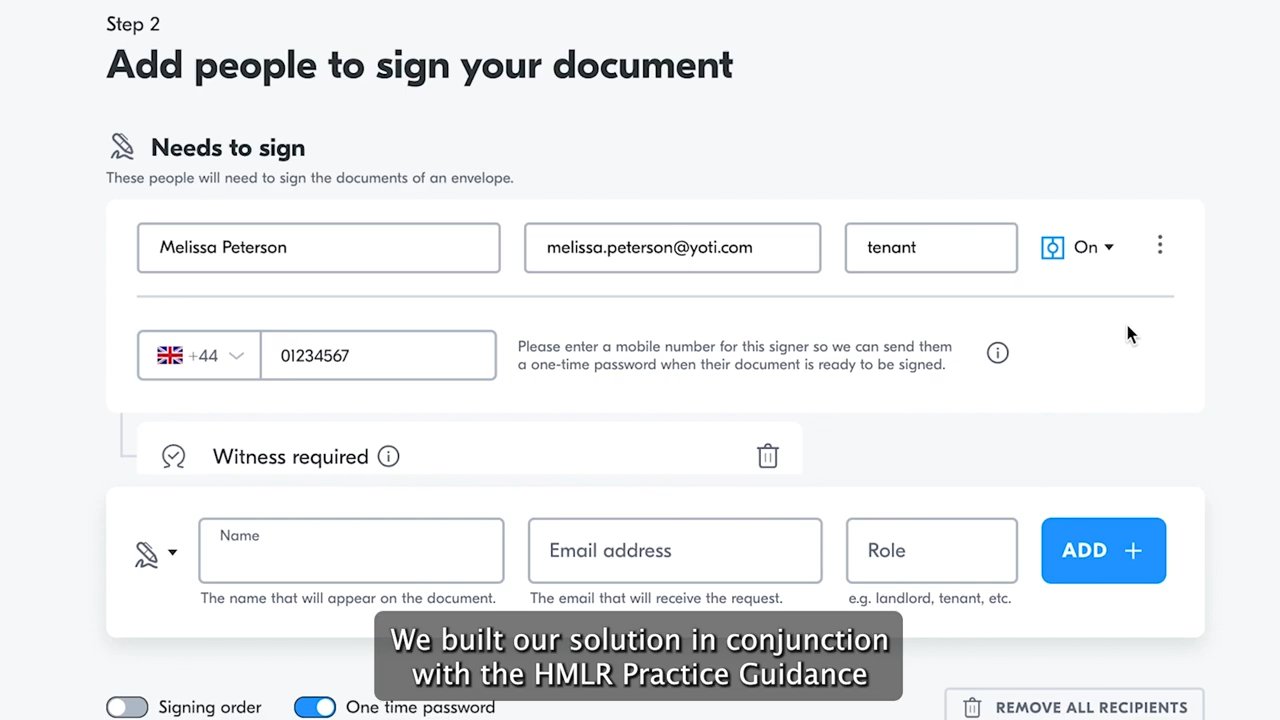 Step 2
Add people to sign your document
Needs to sign
These people will need to sign the documents of an envelope.
Melissa Peterson
melissa.peterson@yoti.com
tenant
On
+44
01234567
Please enter a mobile number for this signer so we can send them
a one-time password when their document is ready to be signed.
Witness required
Name
Email address
Role
ADD +
The name that will appear on the document.
The email that will receive the request.
e.g. landlord, tenant, etc.
We built our solution in conjunction
with the HMLR Practice Guidance
Signing order
One time password
REMOVE ALL RECIPIENTS